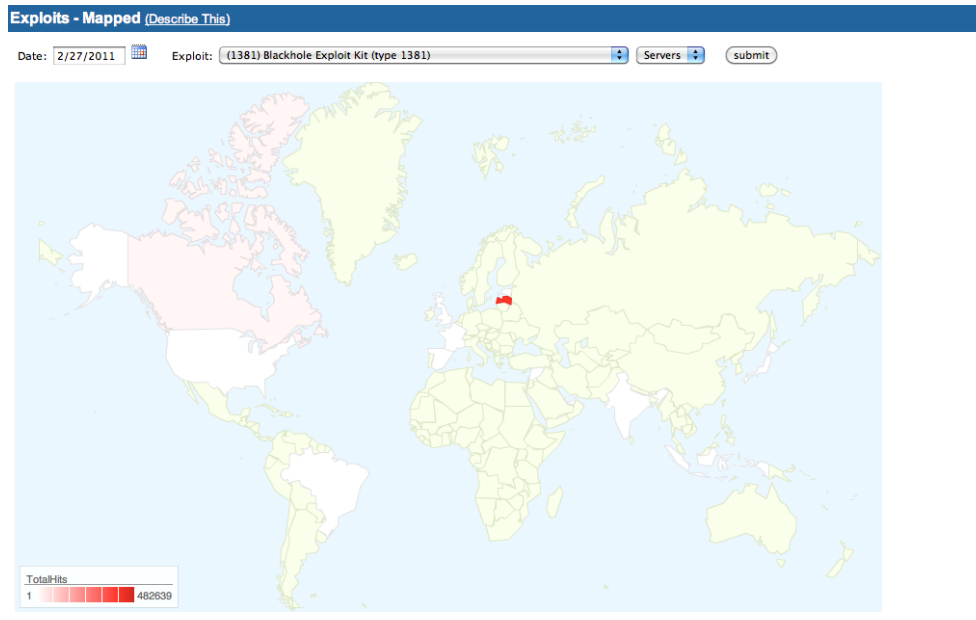 Exploits - Mapped (Describe This)
Date: 2/27/2011 Exploit: (1381) Blackhole Exploit Kit (type 1381) Servers submit
TotalHits
1 482639